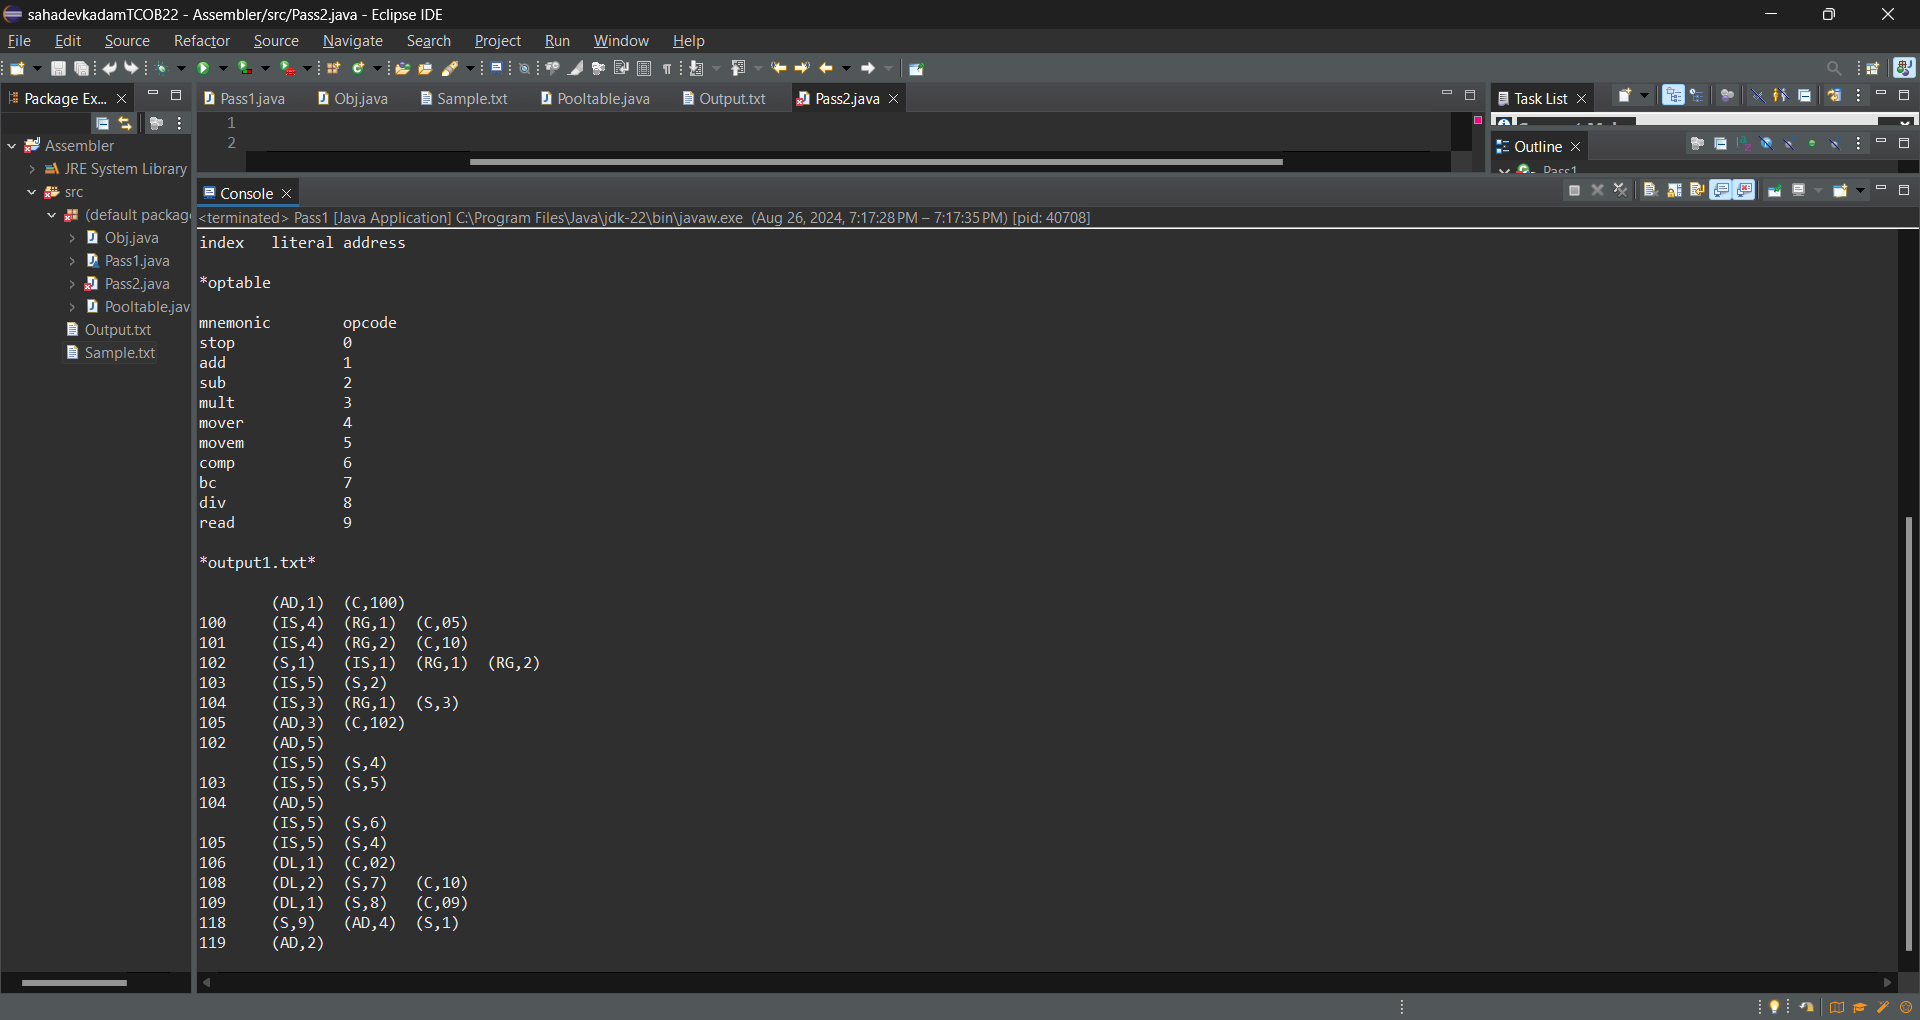 sahadevkadamTCOB22 - Assembler/src/Pass2.java - Eclipse IDE
File Edit Source Refactor Source Navigate Search Project Run Window Help
Package Ex...
Pass1.java Obj.java Sample.txt Pooltable.java Output.txt Pass2.java
Task List
1
2
Outline
Pass1
Assembler
JRE System Library
src
(default package
Obj.java
Pass1.java
Pass2.java
Pooltable.jav
Output.txt
Sample.txt
Console
<terminated> Pass1 [Java Application] C:\Program Files\Java\jdk-22\bin\javaw.exe (Aug 26, 2024, 7:17:28 PM – 7:17:35 PM) [pid: 40708]
index literal address
*optable
mnemonic opcode
stop 0
add 1
sub 2
mult 3
mover 4
movem 5
comp 6
bc 7
div 8
read 9
*output1.txt*
(AD,1) (C,100)
100 (IS,4) (RG,1) (C,05)
101 (IS,4) (RG,2) (C,10)
102 (S,1) (IS,1) (RG,1) (RG,2)
103 (IS,5) (S,2)
104 (IS,3) (RG,1) (S,3)
105 (AD,3) (C,102)
102 (AD,5)
(IS,5) (S,4)
103 (IS,5) (S,5)
104 (AD,5)
(IS,5) (S,6)
105 (IS,5) (S,4)
106 (DL,1) (C,02)
108 (DL,2) (S,7) (C,10)
109 (DL,1) (S,8) (C,09)
118 (S,9) (AD,4) (S,1)
119 (AD,2)